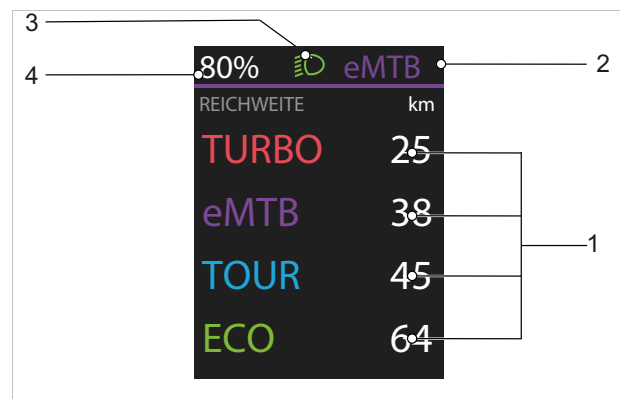 3
4
80% eMTB
2
REICHWEITE km
TURBO 25
eMTB 38
1
TOUR 45
ECO 64